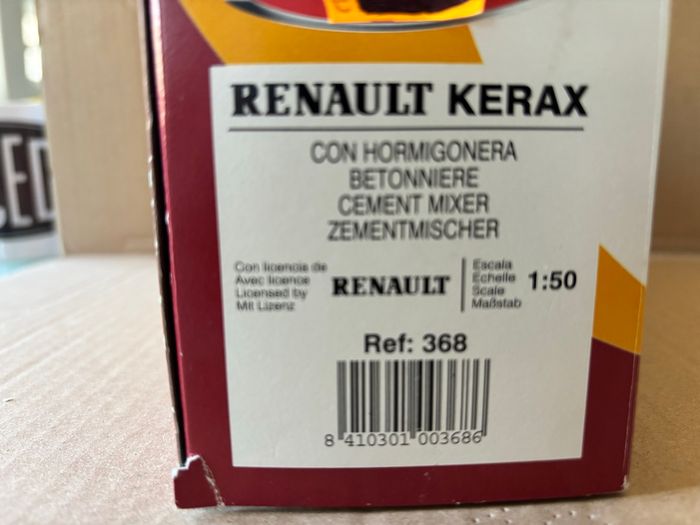 RENAULT KERAX
CON HORMIGONERA
BETONNIERE
CEMENT MIXER
ZEMENTMISCHER
Con licencia de
Avec licence
Licensed by
Mit Lizenz
RENAULT
Escala
Echelle
Scale
Maßstab
1:50
Ref: 368
8 410301 003686